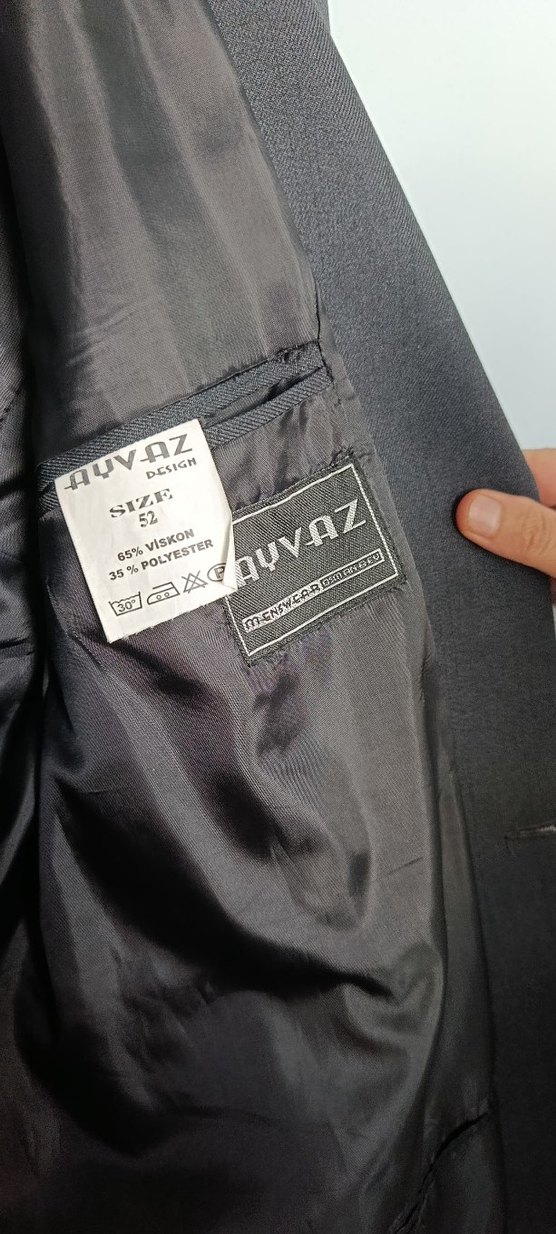 AYVAZ
DESIGN
SIZE
52
65% VİSKON
35 % POLYESTER
30°
P
AYVAZ
MENSWEAR